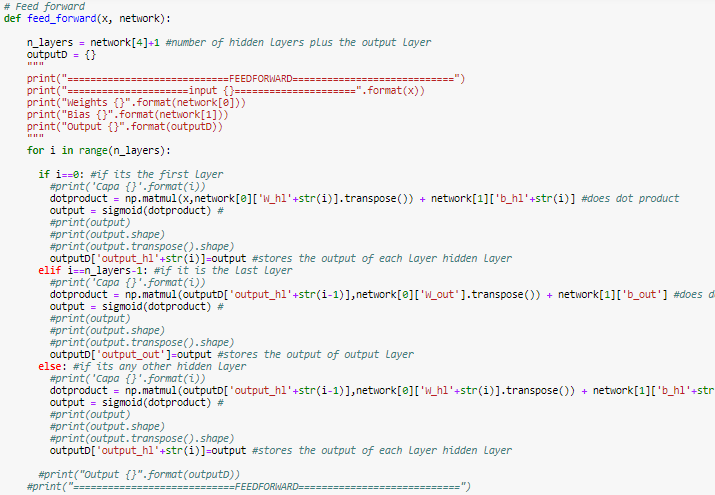 # Feed forward
def feed_forward(x, network):
n_layers = network[4]+1 #number of hidden layers plus the output layer
outputD = {}
"""
print("============================FEEDFORWARD============================")
print("=====================input {}=====================".format(x))
print("Weights {}".format(network[0]))
print("Bias {}".format(network[1]))
print("Output {}".format(outputD))
"""
for i in range(n_layers):
if i==0: #if its the first layer
#print('Capa {}'.format(i))
dotproduct = np.matmul(x,network[0]['W_hl'+str(i)].transpose()) + network[1]['b_hl'+str(i)] #does dot product
output = sigmoid(dotproduct) #
#print(output)
#print(output.shape)
#print(output.transpose().shape)
outputD['output_hl'+str(i)]=output #stores the output of each layer hidden layer
elif i==n_layers-1: #if it is the last layer
#print('Capa {}'.format(i))
dotproduct = np.matmul(outputD['output_hl'+str(i-1)],network[0]['W_out'].transpose()) + network[1]['b_out'] #does d
output = sigmoid(dotproduct) #
#print(output)
#print(output.shape)
#print(output.transpose().shape)
outputD['output_out']=output #stores the output of output layer
else: #if its any other hidden layer
#print('Capa {}'.format(i))
dotproduct = np.matmul(outputD['output_hl'+str(i-1)],network[0]['W_hl'+str(i)].transpose()) + network[1]['b_hl'+str
output = sigmoid(dotproduct) #
#print(output)
#print(output.shape)
#print(output.transpose().shape)
outputD['output_hl'+str(i)]=output #stores the output of each layer hidden layer
#print("Output {}".format(outputD))
#print("============================FEEDFORWARD============================")